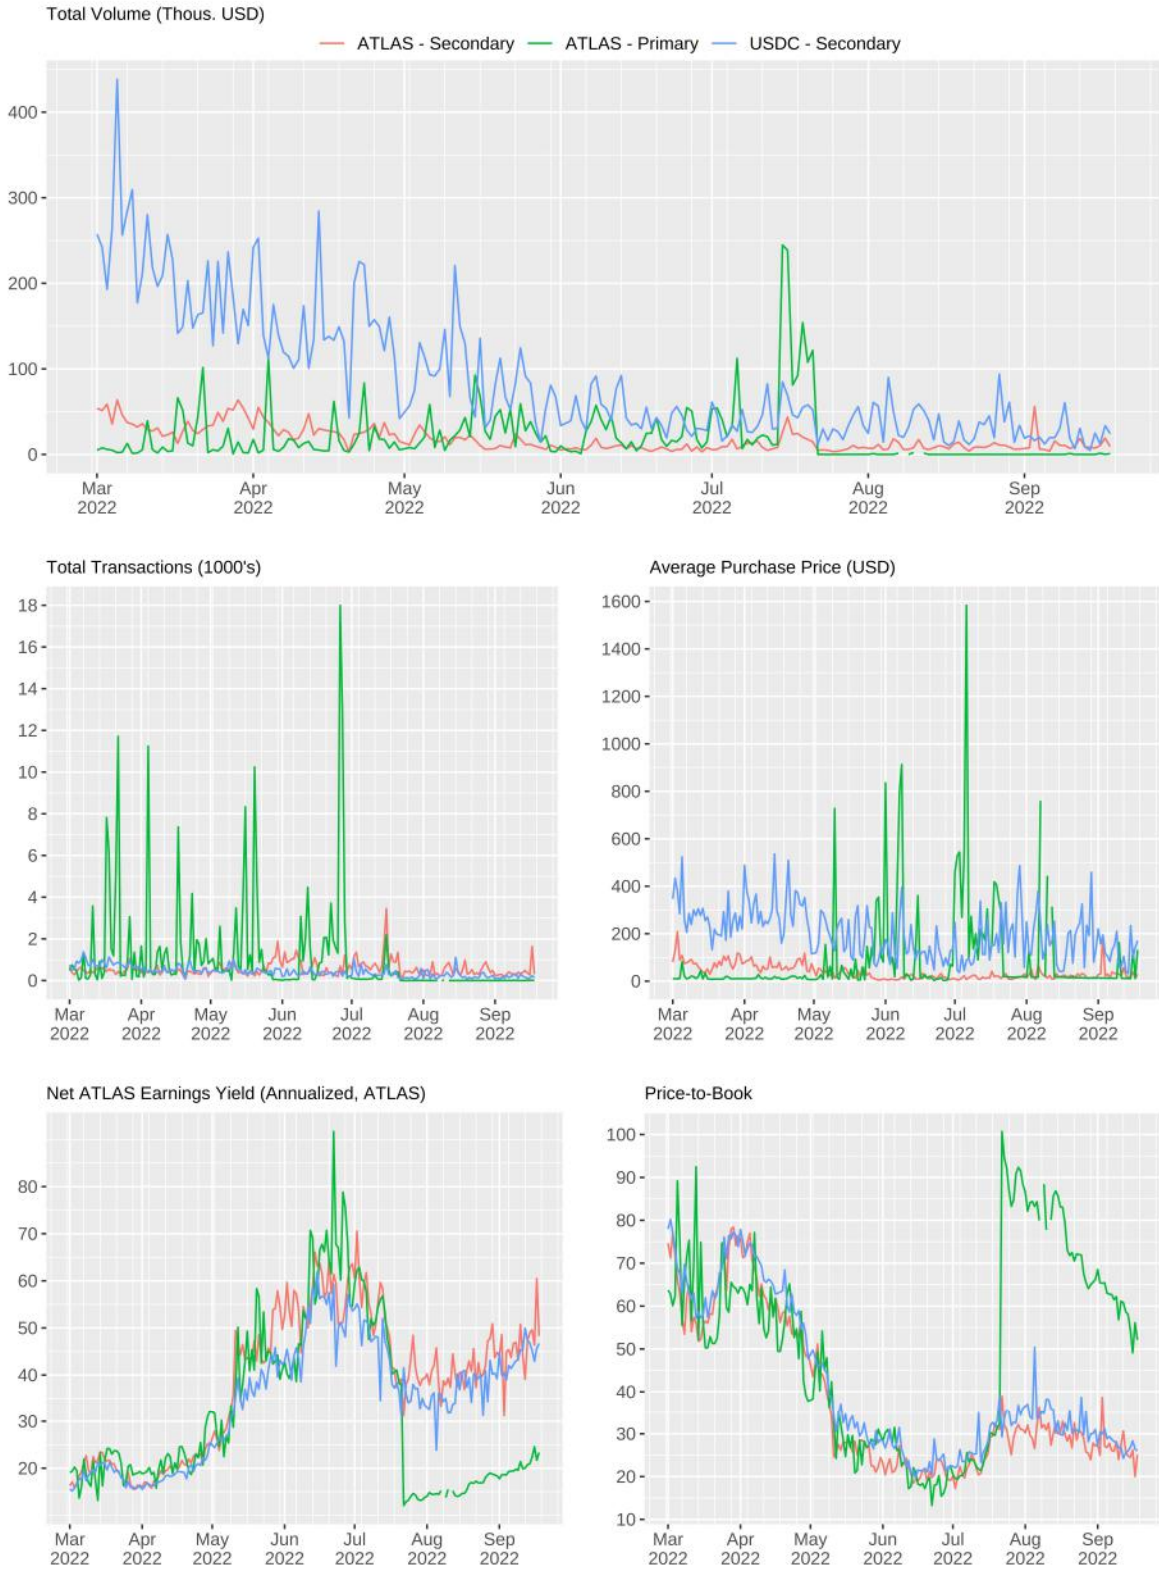 Total Volume (Thous. USD)
ATLAS - Secondary ATLAS - Primary USDC - Secondary
400
300
200
100
0
Mar Apr May Jun Jul Aug Sep
2022 2022 2022 2022 2022 2022 2022
Total Transactions (1000's)
18
16
14
12
10
8
6
4
2
0
Mar Apr May Jun Jul Aug Sep
2022 2022 2022 2022 2022 2022 2022
Average Purchase Price (USD)
1600
1400
1200
1000
800
600
400
200
0
Mar Apr May Jun Jul Aug Sep
2022 2022 2022 2022 2022 2022 2022
Net ATLAS Earnings Yield (Annualized, ATLAS)
80
70
60
50
40
30
20
Mar Apr May Jun Jul Aug Sep
2022 2022 2022 2022 2022 2022 2022
Price-to-Book
100
90
80
70
60
50
40
30
20
10
Mar Apr May Jun Jul Aug Sep
2022 2022 2022 2022 2022 2022 2022